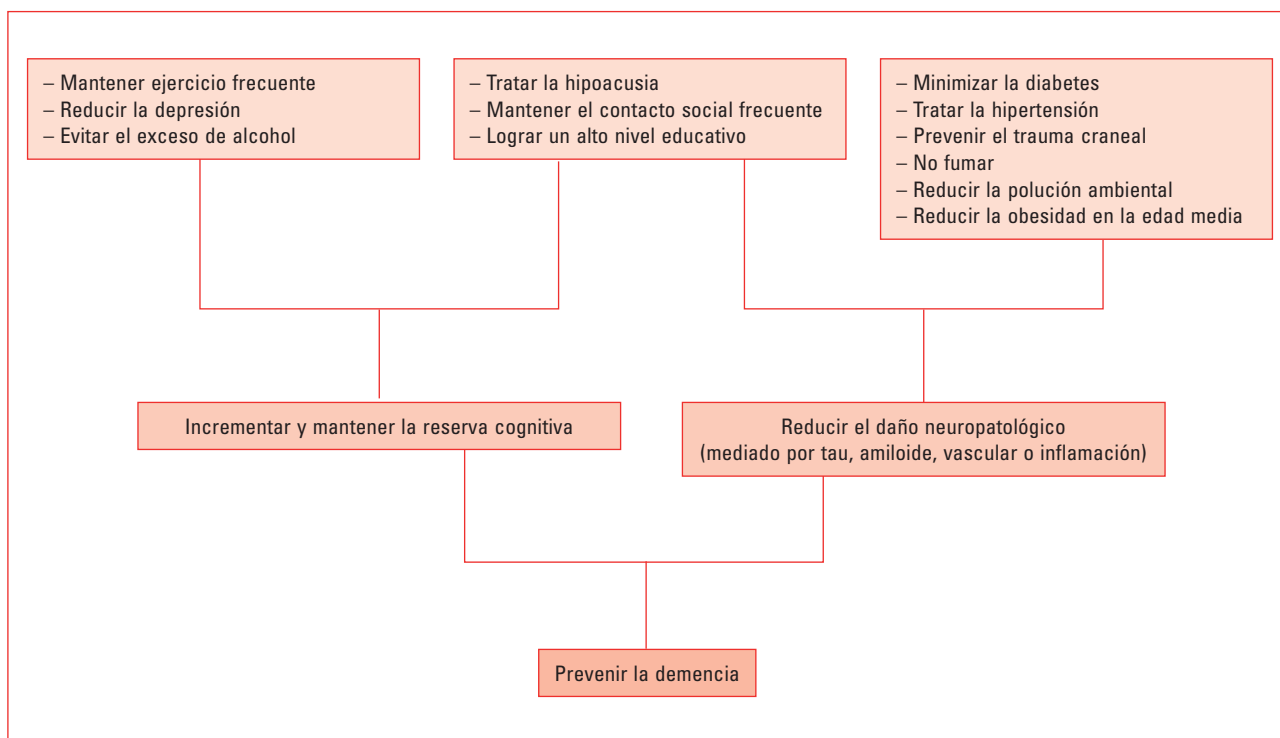 – Mantener ejercicio frecuente
– Reducir la depresión
– Evitar el exceso de alcohol
– Tratar la hipoacusia
– Mantener el contacto social frecuente
– Lograr un alto nivel educativo
– Minimizar la diabetes
– Tratar la hipertensión
– Prevenir el trauma craneal
– No fumar
– Reducir la polución ambiental
– Reducir la obesidad en la edad media
Incrementar y mantener la reserva cognitiva
Reducir el daño neuropatológico
(mediado por tau, amiloide, vascular o inflamación)
Prevenir la demencia